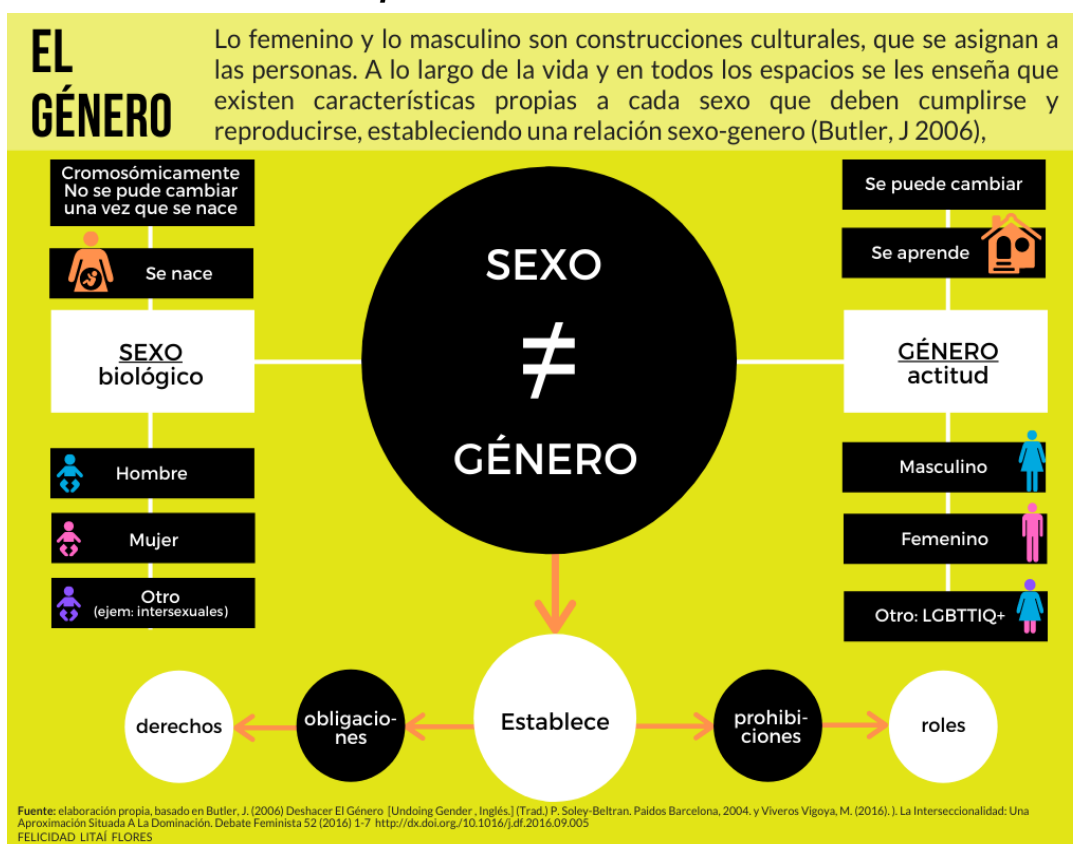 EL
GÉNERO
Lo femenino y lo masculino son construcciones culturales, que se asignan a
las personas. A lo largo de la vida y en todos los espacios se les enseña que
existen características propias a cada sexo que deben cumplirse y
reproducirse, estableciendo una relación sexo-genero (Butler, J 2006),
Cromosómicamente
No se pude cambiar
una vez que se nace
Se nace
SEXO
biológico
Hombre
Mujer
Otro
(ejem: intersexuales)
SEXO
≠
GÉNERO
Se puede cambiar
Se aprende
GÉNERO
actitud
Masculino
Femenino
Otro: LGBTTIQ+
derechos
obligacio-
nes
Establece
prohibi-
ciones
roles
Fuente: elaboración propia, basado en Butler, J. (2006) Deshacer El Género [Undoing Gender , Inglés.] (Trad.) P. Soley-Beltran. Paidos Barcelona, 2004. y Viveros Vigoya, M. (2016). ). La Interseccionalidad: Una
Aproximación Situada A La Dominación. Debate Feminista 52 (2016) 1-7 http://dx.doi.org./10.1016/j.df.2016.09.005
FELICIDAD LITAÍ FLORES